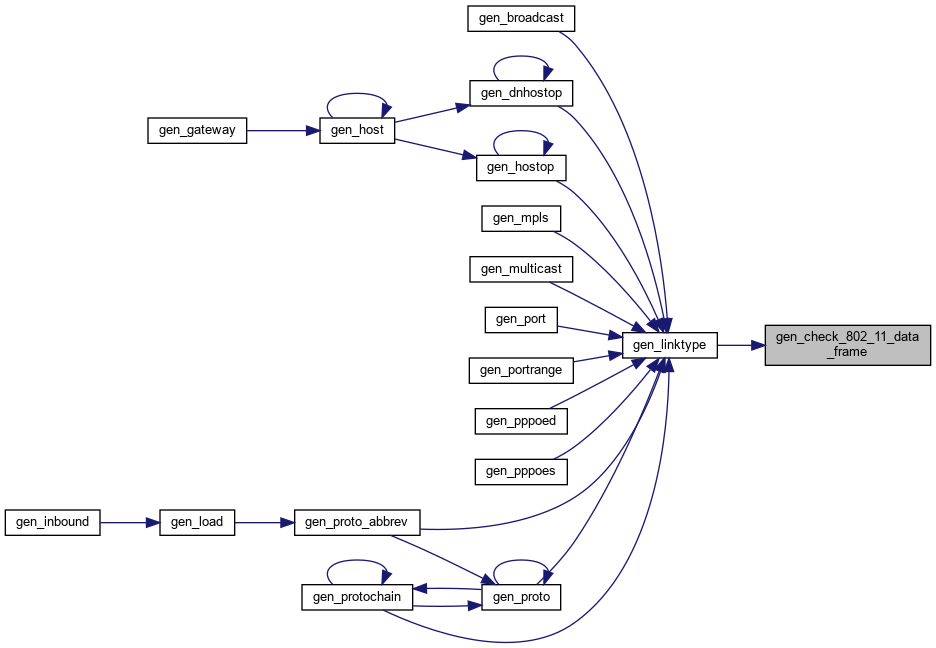 gen_broadcast
gen_dnhostop
gen_gateway
gen_host
gen_hostop
gen_mpls
gen_multicast
gen_port
gen_linktype
gen_check_802_11_data
_frame
gen_portrange
gen_pppoed
gen_pppoes
gen_inbound
gen_load
gen_proto_abbrev
gen_protochain
gen_proto